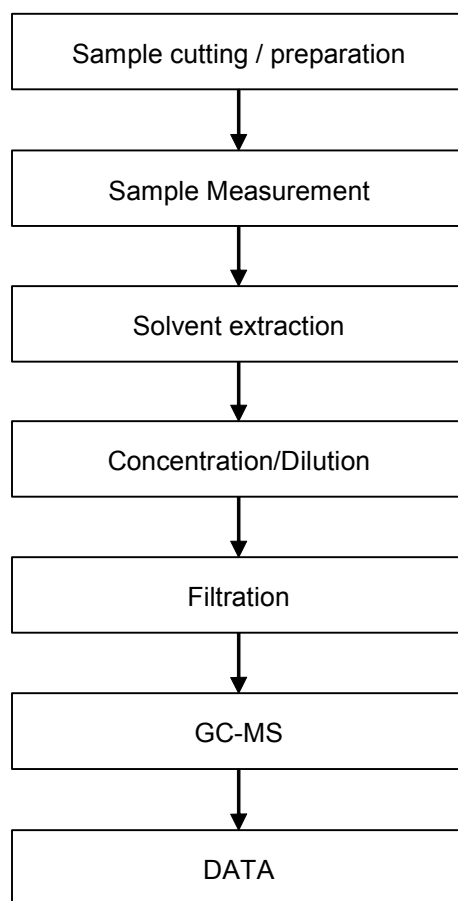 Sample cutting / preparation
Sample Measurement
Solvent extraction
Concentration/Dilution
Filtration
GC-MS
DATA